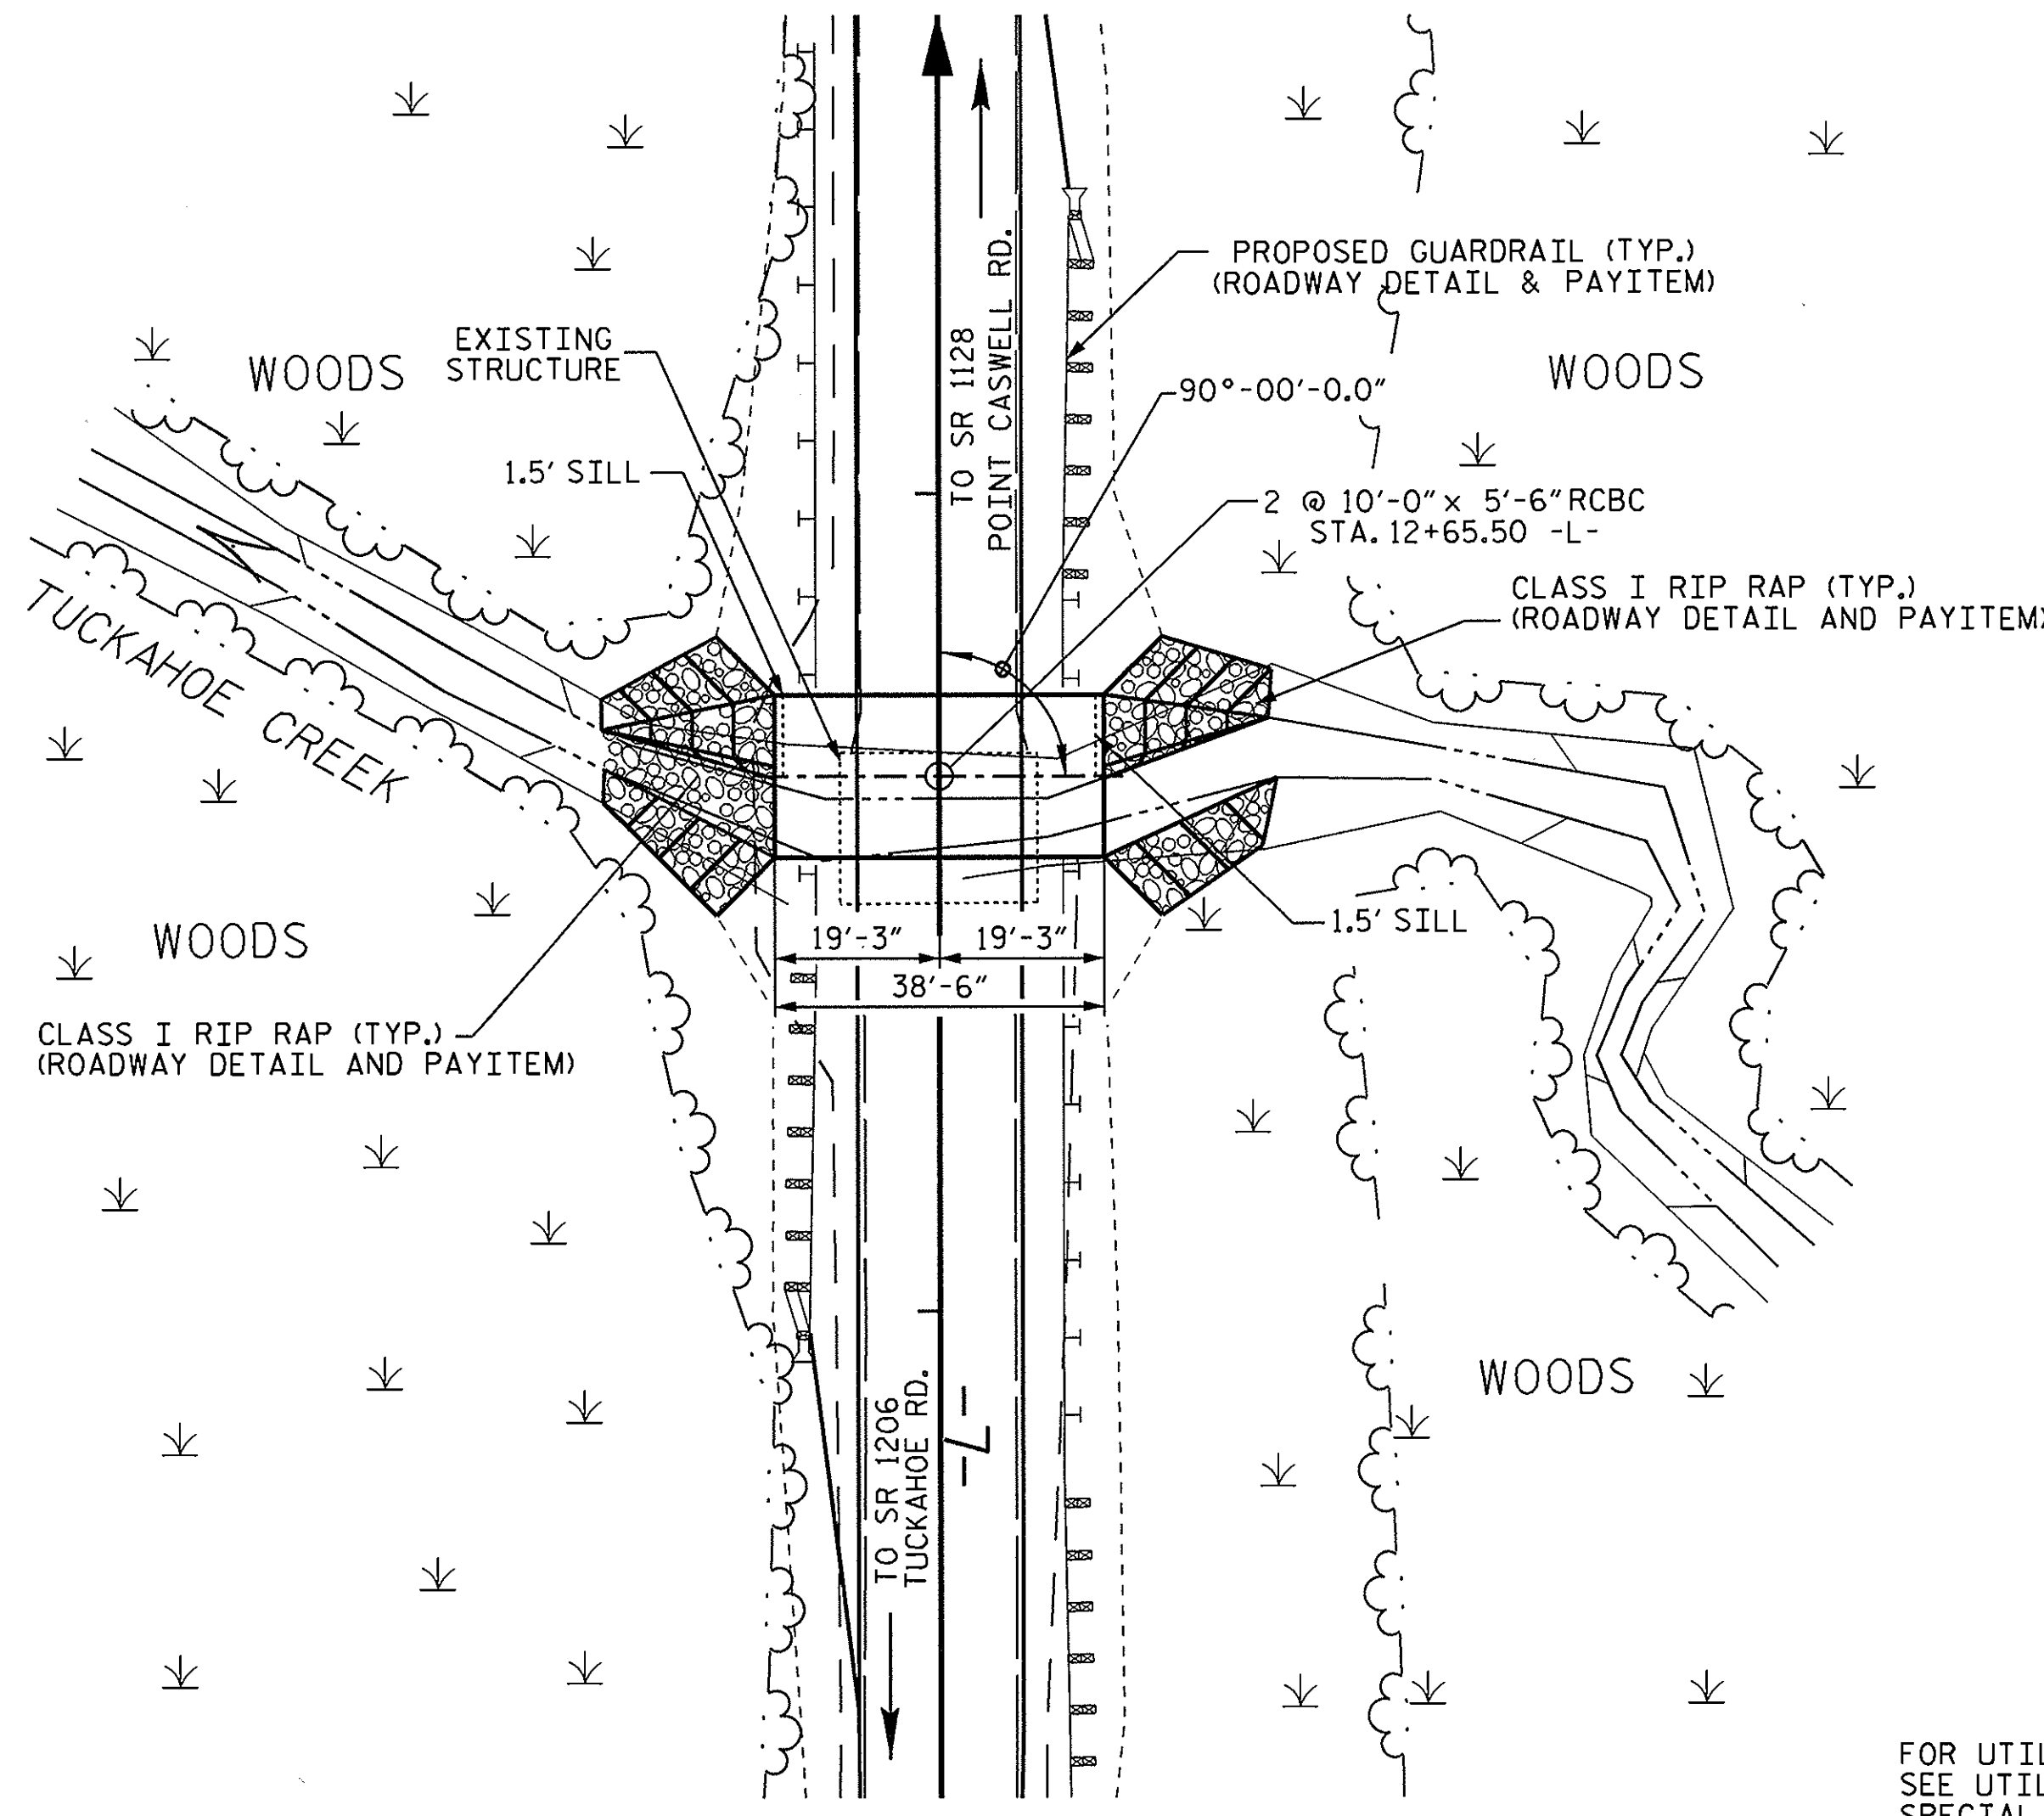 TO SR 1128
POINT CASWELL RD.
PROPOSED GUARDRAIL (TYP.)
(ROADWAY DETAIL & PAYITEM)
EXISTING
STRUCTURE
WOODS
WOODS
90°-00'-0.0"
1.5' SILL
2 @ 10'-0" x 5'-6" RCBC
STA. 12+65.50 -L-
CLASS I RIP RAP (TYP.)
(ROADWAY DETAIL AND PAYITEM)
TUCKAHOE CREEK
WOODS
1.5' SILL
19'-3"
19'-3"
38'-6"
CLASS I RIP RAP (TYP.)
(ROADWAY DETAIL AND PAYITEM)
WOODS
TO SR 1206
TUCKAHOE RD.
-L-
FOR UTIL
SEE UTIL
SPECIAL